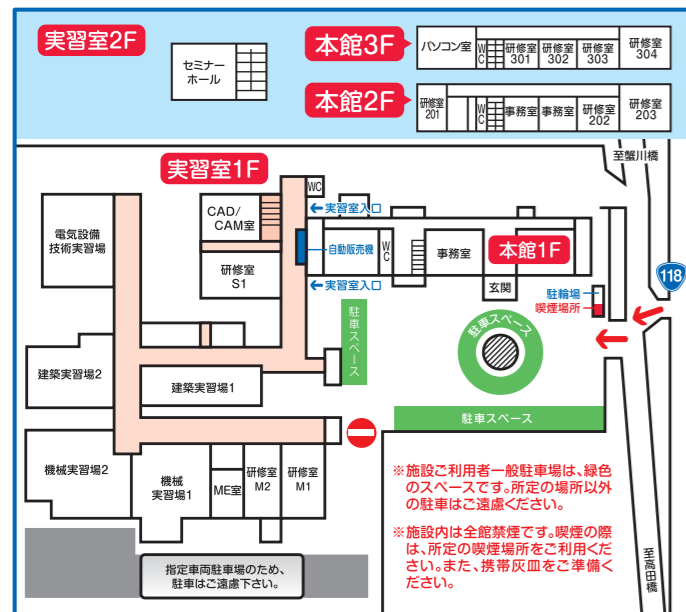 実習室2F
セミナー
ホール
本館3F
パソコン室
WC
研修室
301
研修室
302
研修室
303
研修室
304
本館2F
研修室
201
WC
事務室
事務室
研修室
202
研修室
203
至蟹川橋
実習室1F
WC
電気設備
技術実習場
CAD/
CAM室
←実習室入口
自動販売機
WC
事務室
本館1F
研修室
S1
←実習室入口
玄関
118
駐輪場
喫煙場所
駐車スペース
駐車スペース
建築実習場2
建築実習場1
駐車スペース
機械実習場2
機械
実習場1
ME室
研修室
M2
研修室
M1
※施設ご利用者一般駐車場は、緑色
のスペースです。所定の場所以外
の駐車はご遠慮ください。
※施設内は全館禁煙です。喫煙の際
は、所定の喫煙場所をご利用くだ
さい。また、携帯灰皿をご準備く
ださい。
至高田橋
指定車両駐車場のため、
駐車はご遠慮下さい。